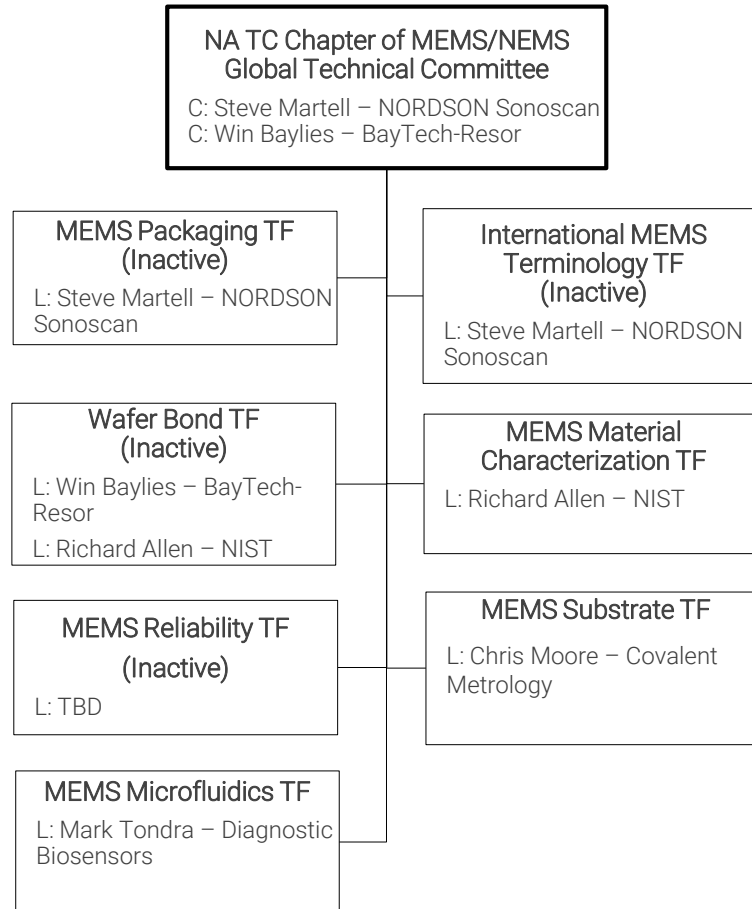 NA TC Chapter of MEMS/NEMS
Global Technical Committee
C: Steve Martell – NORDSON Sonoscan
C: Win Baylies – BayTech-Resor
MEMS Packaging TF
(Inactive)
L: Steve Martell – NORDSON
Sonoscan
International MEMS
Terminology TF
(Inactive)
L: Steve Martell – NORDSON
Sonoscan
Wafer Bond TF
(Inactive)
L: Win Baylies – BayTech-
Resor
L: Richard Allen – NIST
MEMS Material
Characterization TF
L: Richard Allen – NIST
MEMS Reliability TF
(Inactive)
L: TBD
MEMS Substrate TF
L: Chris Moore – Covalent
Metrology
MEMS Microfluidics TF
L: Mark Tondra – Diagnostic
Biosensors